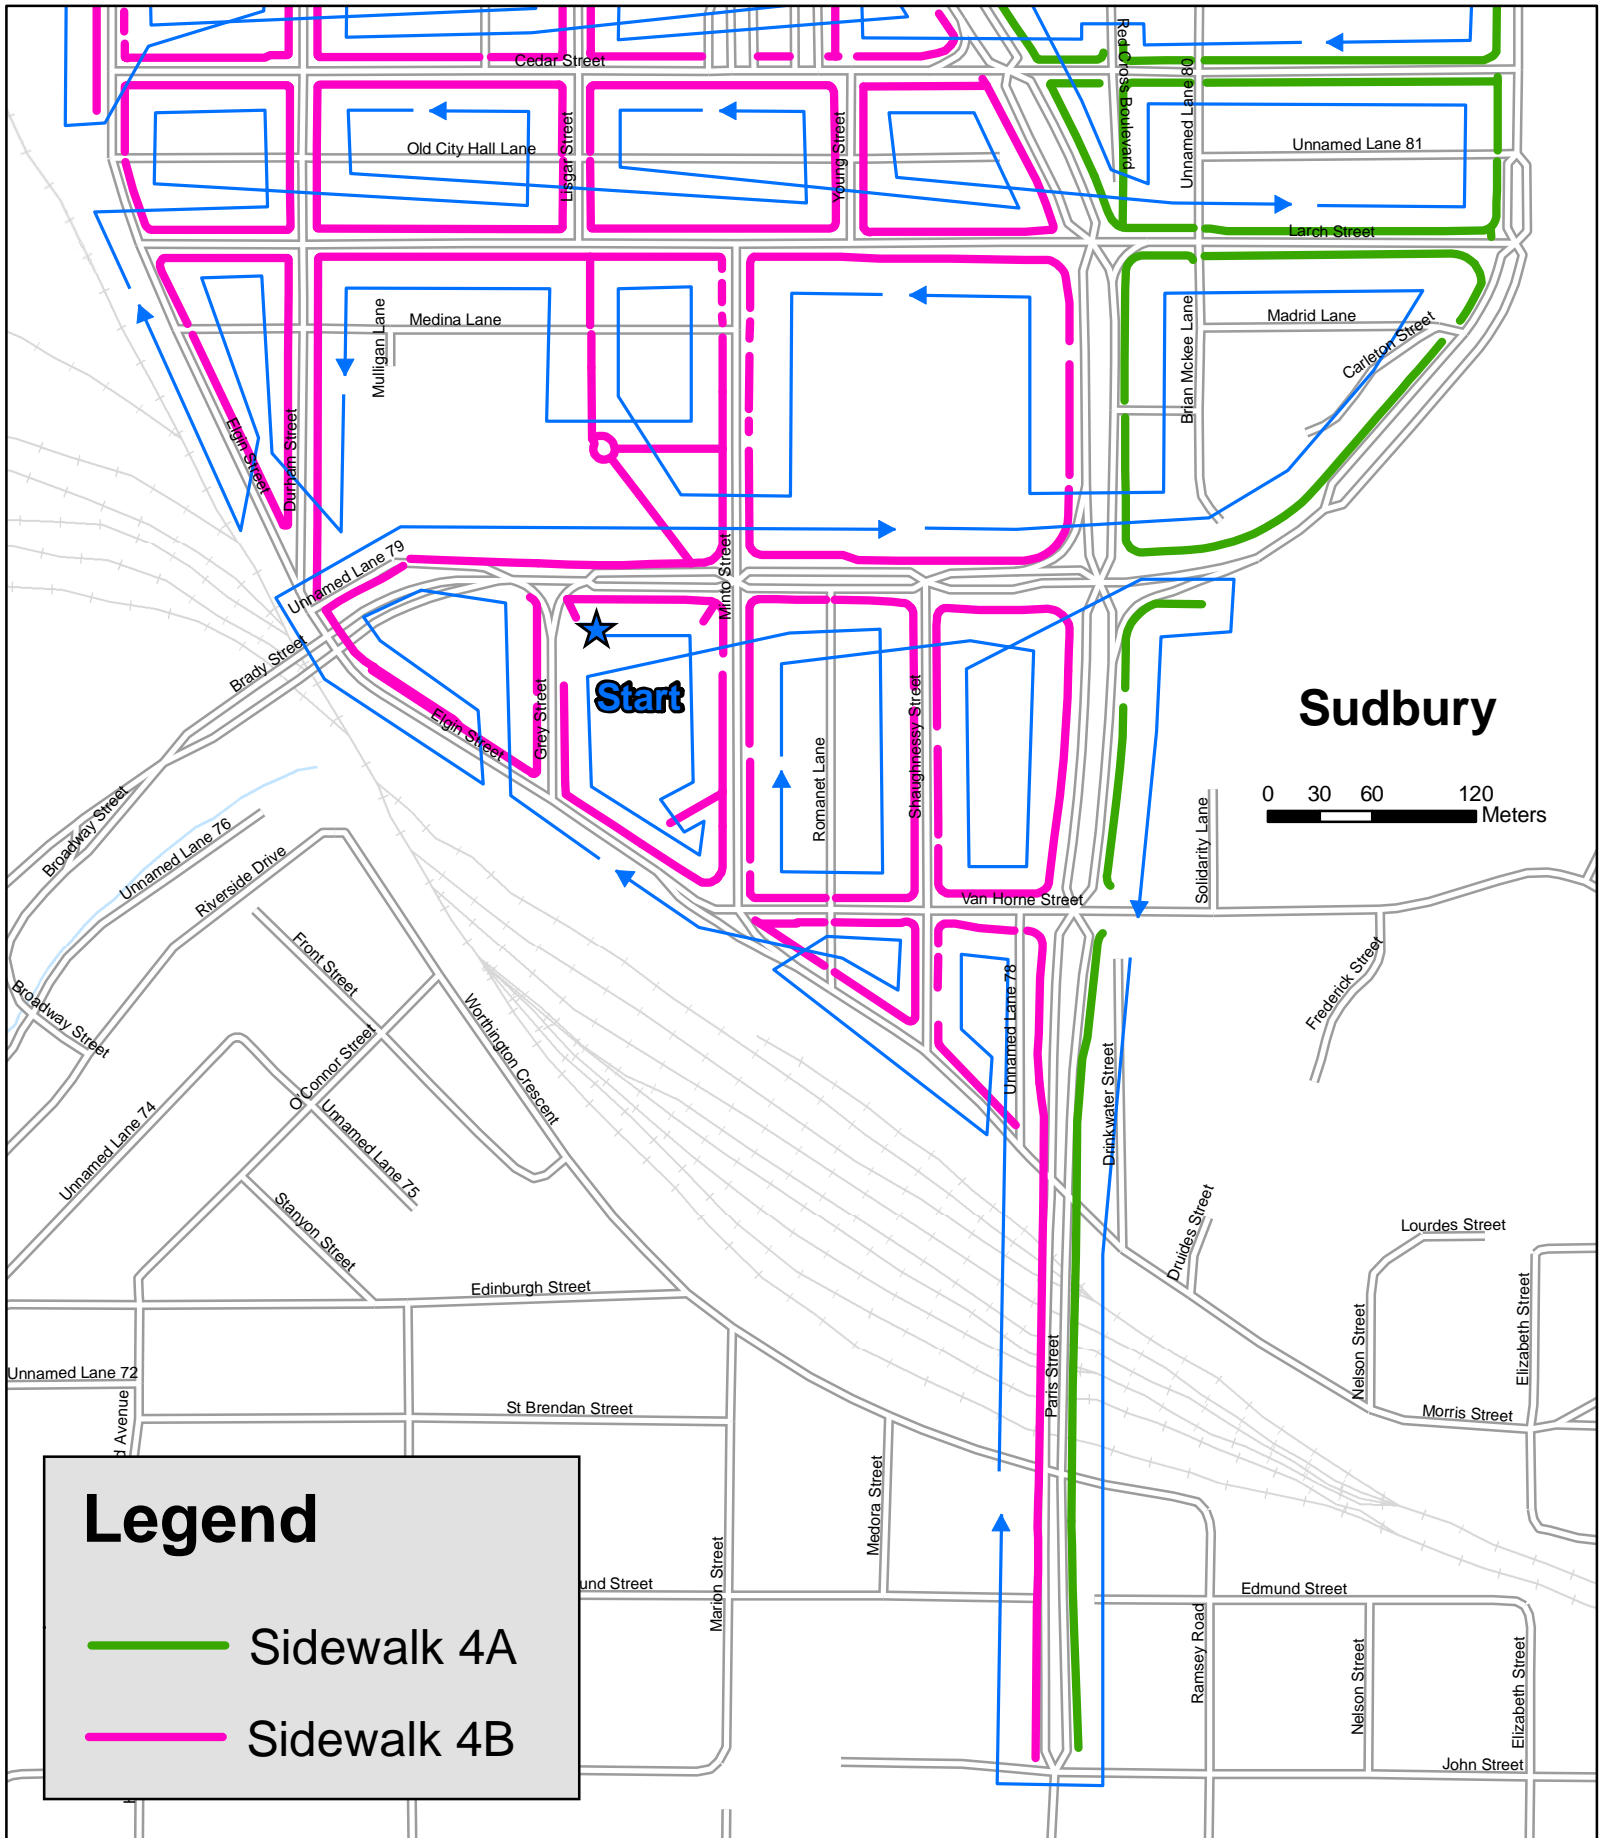 Cedar Street
Red Cross Boulevard
Unnamed Lane 80
Old City Hall Lane
Lisgar Street
Young Street
Unnamed Lane 81
Larch Street
Mulligan Lane
Medina Lane
Brian Mckee Lane
Madrid Lane
Carleton Street
Elgin Street
Durham Street
Unnamed Lane 79
Minto Street
Brady Street
Start
Elgin Street
Grey Street
Romanet Lane
Shaughnessy Street
Sudbury
0 30 60 120
Meters
Solidarity Lane
Broadway Street
Unnamed Lane 76
Riverside Drive
Van Horne Street
Front Street
Frederick Street
Broadway Street
Worthington Crescent
Unnamed Lane 78
Drinkwater Street
O'Connor Street
Unnamed Lane 74
Unnamed Lane 75
Stanyon Street
Druides Street
Lourdes Street
Edinburgh Street
Nelson Street
Elizabeth Street
Paris Street
Unnamed Lane 72
d Avenue
St Brendan Street
Morris Street
Medora Street
Marion Street
und Street
Edmund Street
Ramsey Road
Nelson Street
Elizabeth Street
John Street
Legend
Sidewalk 4A
Sidewalk 4B